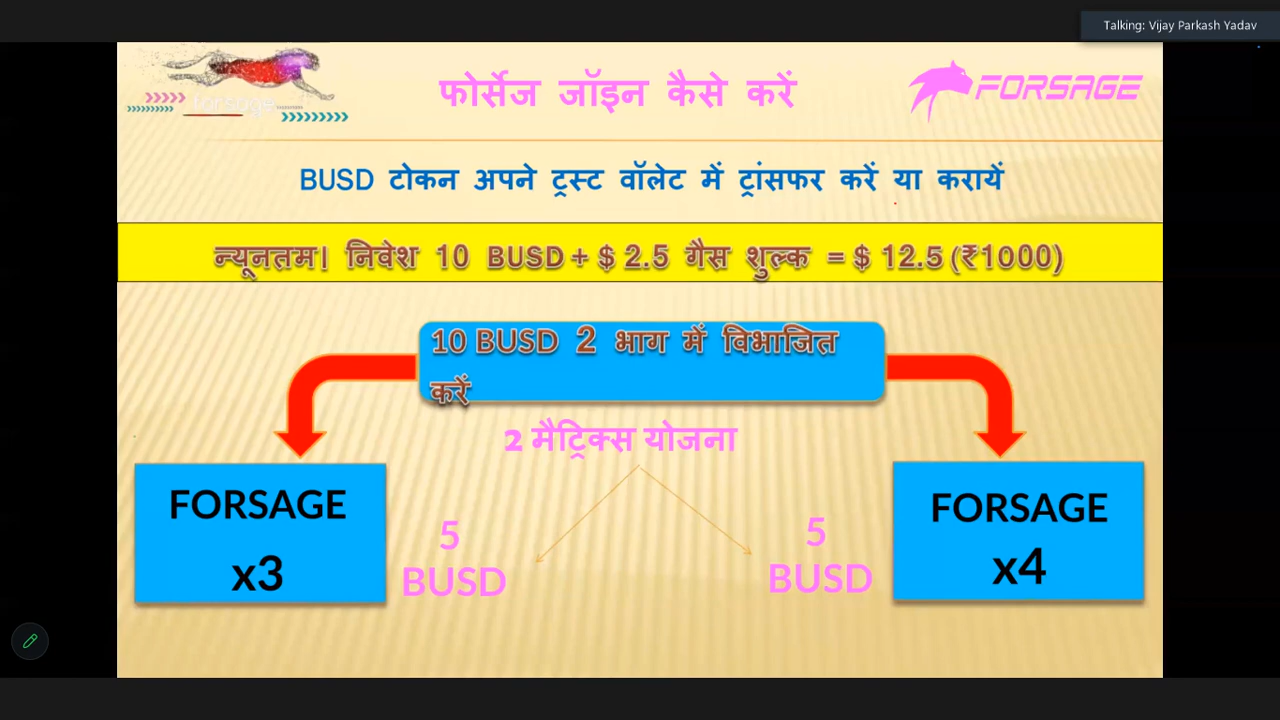 Talking: Vijay Parkash Yadav
forsage
फोर्सेज जॉइन कैसे करें
FORSAGE
BUSD टोकन अपने ट्रस्ट वॉलेट में ट्रांसफर करें या करायें
न्यूनतम। निवेश 10 BUSD + $ 2.5 गैस शुल्क = $ 12.5 (₹1000)
10 BUSD 2 भाग में विभाजित
करें
2 मैट्रिक्स योजना
FORSAGE
x3
5
BUSD
5
BUSD
FORSAGE
x4